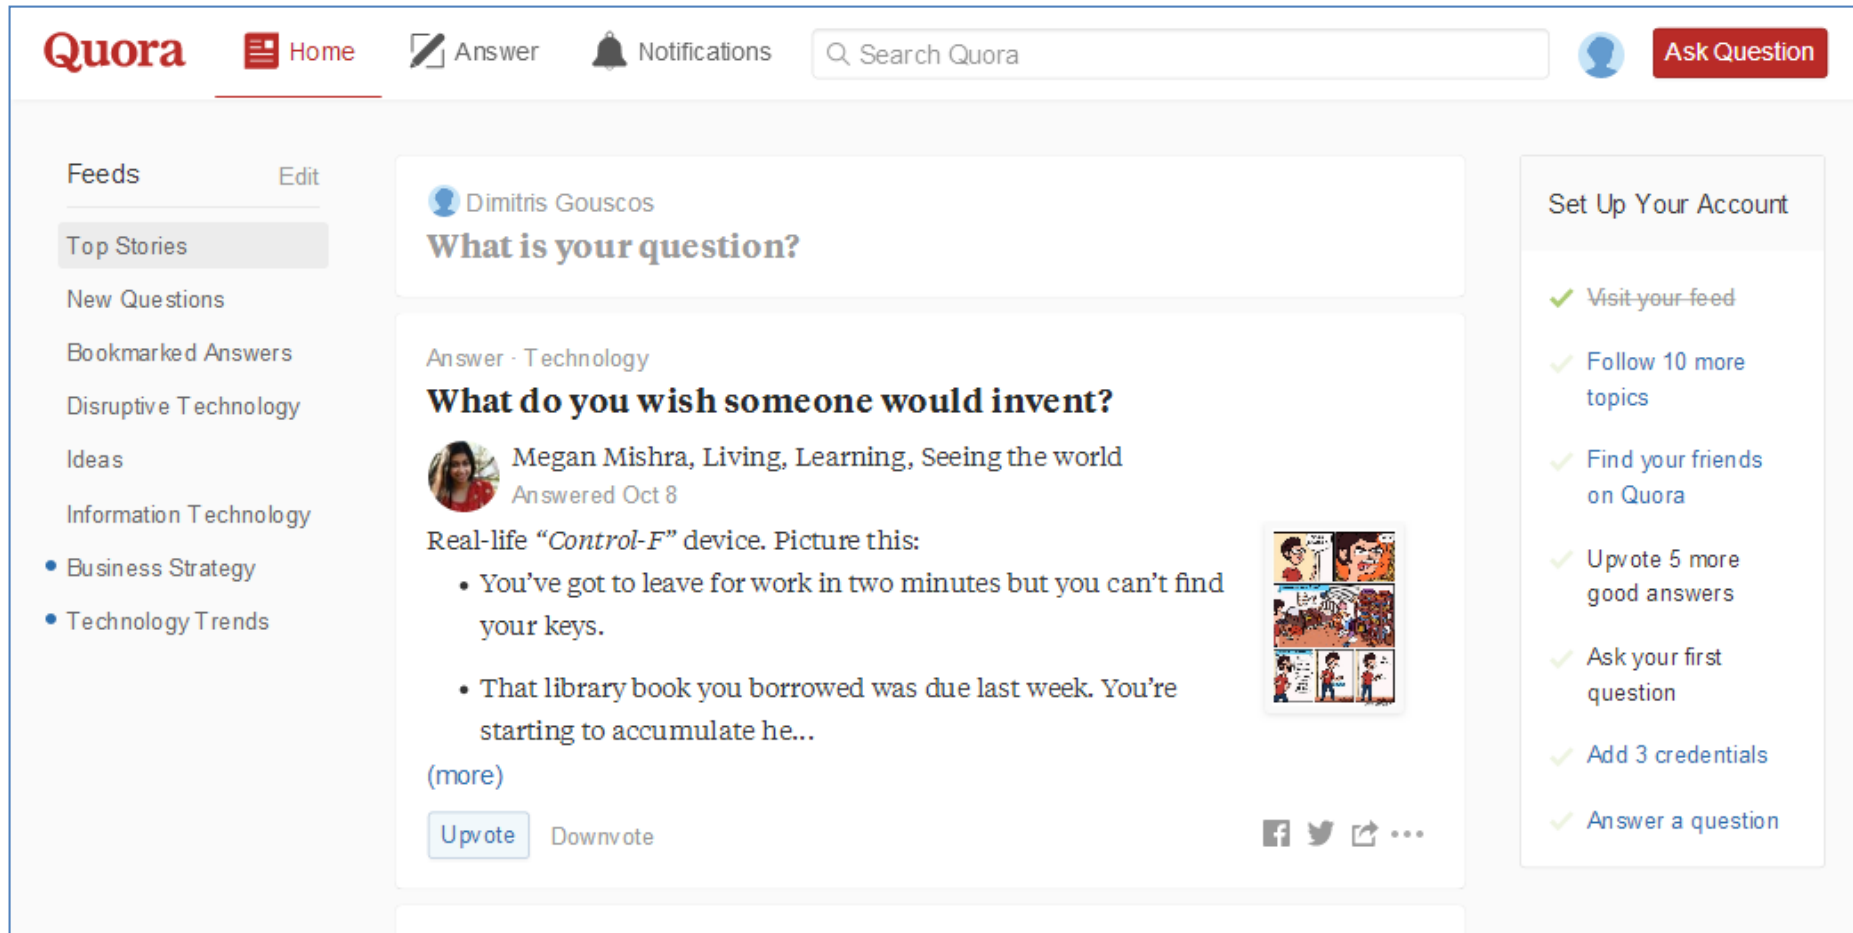 Quora
Home
Answer
Notifications
Search Quora
Ask Question
Feeds
Edit
Top Stories
New Questions
Bookmarked Answers
Disruptive Technology
Ideas
Information Technology
Business Strategy
Technology Trends
Dimitris Gouscos
What is your question?
Answer · Technology
What do you wish someone would invent?
Megan Mishra, Living, Learning, Seeing the world
Answered Oct 8
Real-life “Control-F” device. Picture this:
• You’ve got to leave for work in two minutes but you can’t find
your keys.
• That library book you borrowed was due last week. You’re
starting to accumulate he...
(more)
Upvote
Downvote
Set Up Your Account
Visit your feed
Follow 10 more
topics
Find your friends
on Quora
Upvote 5 more
good answers
Ask your first
question
Add 3 credentials
Answer a question